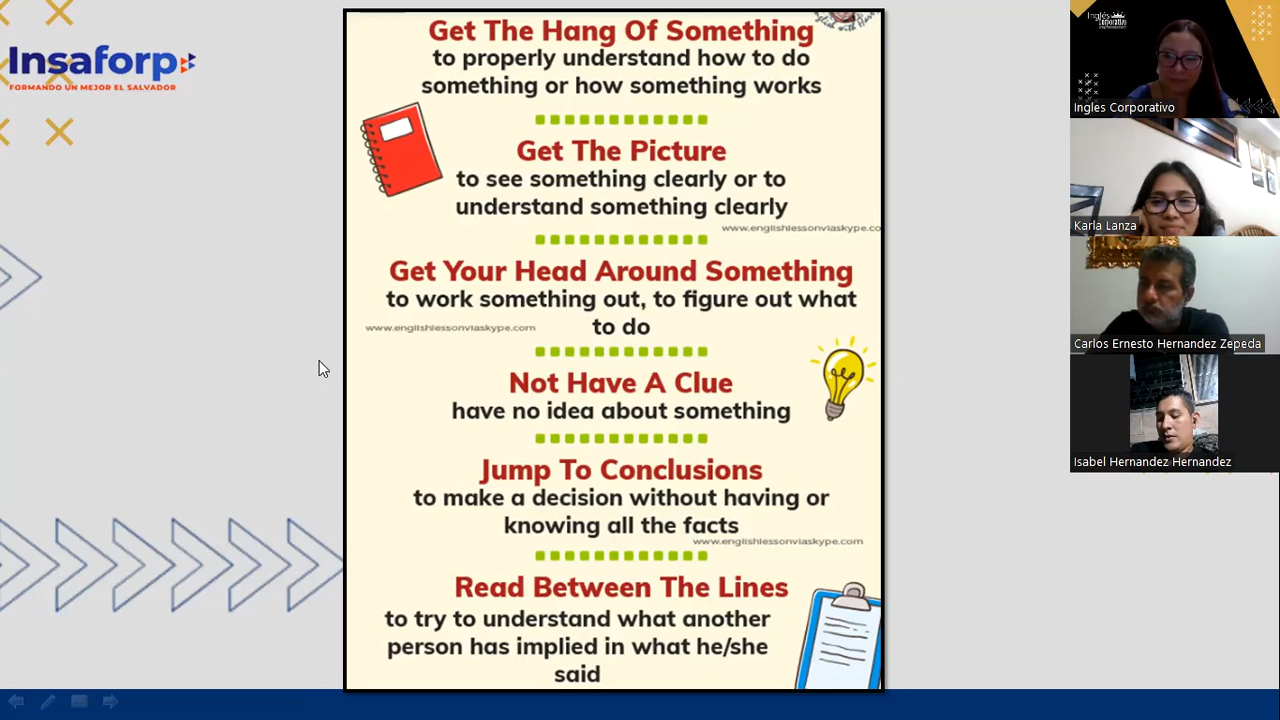 Insaforp
FORMANDO UN MEJOR EL SALVADOR
Get The Hang Of Something
to properly understand how to do
something or how something works
Get The Picture
to see something clearly or to
understand something clearly
www.englishlessonviaskype.co
Get Your Head Around Something
to work something out, to figure out what
to do
www.englishlessonviaskype.com
Not Have A Clue
have no idea about something
Jump To Conclusions
to make a decision without having or
knowing all the facts
www.englishlessonviaskype.com
Read Between The Lines
to try to understand what another
person has implied in what he/she
said
Inglés
Corporativo
Ingles Corporativo
Karla Lanza
Carlos Ernesto Hernandez Zepeda
Isabel Hernandez Hernandez